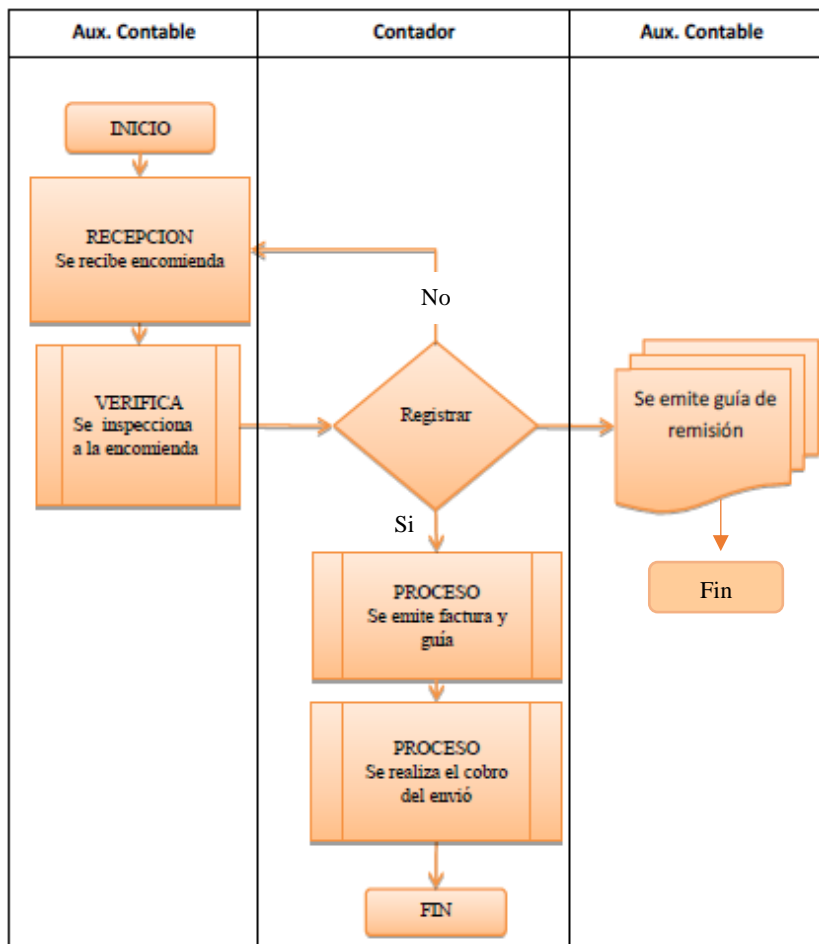 Aux. Contable
Contador
Aux. Contable
INICIO
RECEPCION
Se recibe encomienda
No
VERIFICA
Se inspecciona
a la encomienda
Registrar
Se emite guía de
remisión
Si
Fin
PROCESO
Se emite factura y
guía
PROCESO
Se realiza el cobro
del envió
FIN